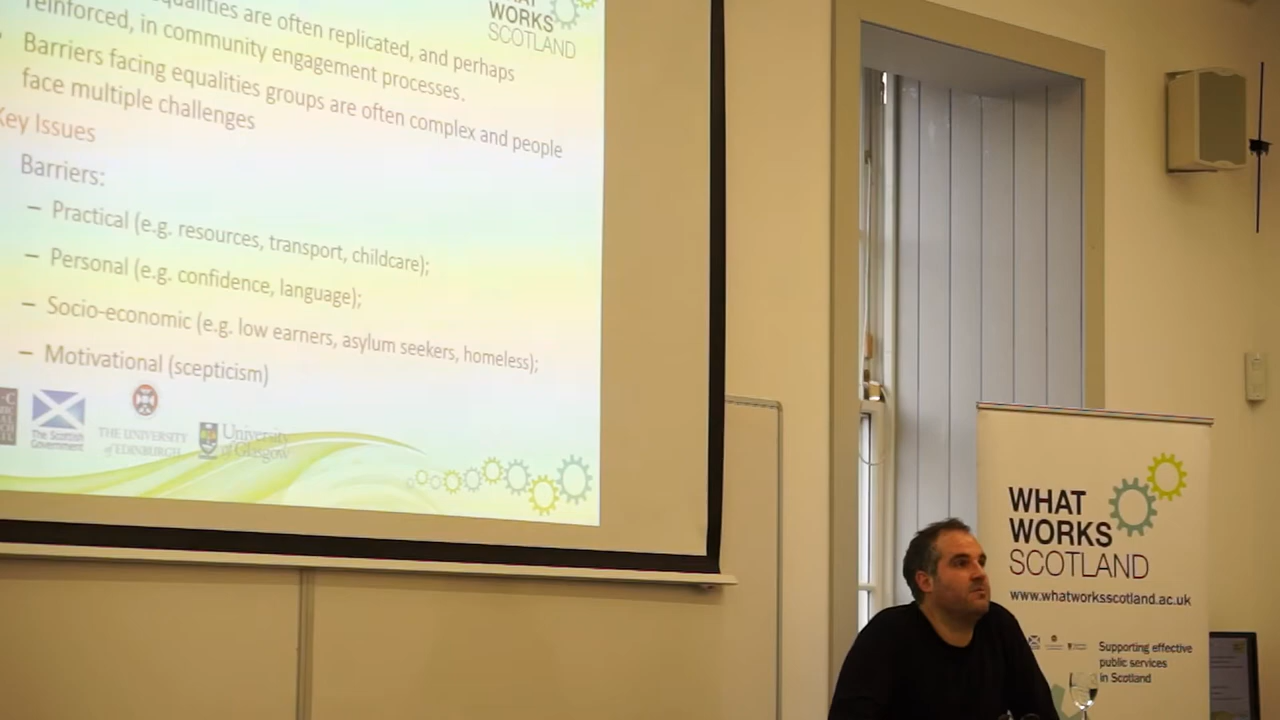 are often replicated, and perhaps
reinforced, in community engagement processes.
Barriers facing equalities groups are often complex and people
face multiple challenges
Key Issues
Barriers:
– Practical (e.g. resources, transport, childcare);
– Personal (e.g. confidence, language);
– Socio-economic (e.g. low earners, asylum seekers, homeless);
– Motivational (scepticism)
The Scottish
Government
THE UNIVERSITY
of EDINBURGH
University
of Glasgow
WORKS
SCOTLAND
WHAT
WORKS
SCOTLAND
www.whatworksscotland.ac.uk
Supporting effective
public services
in Scotland